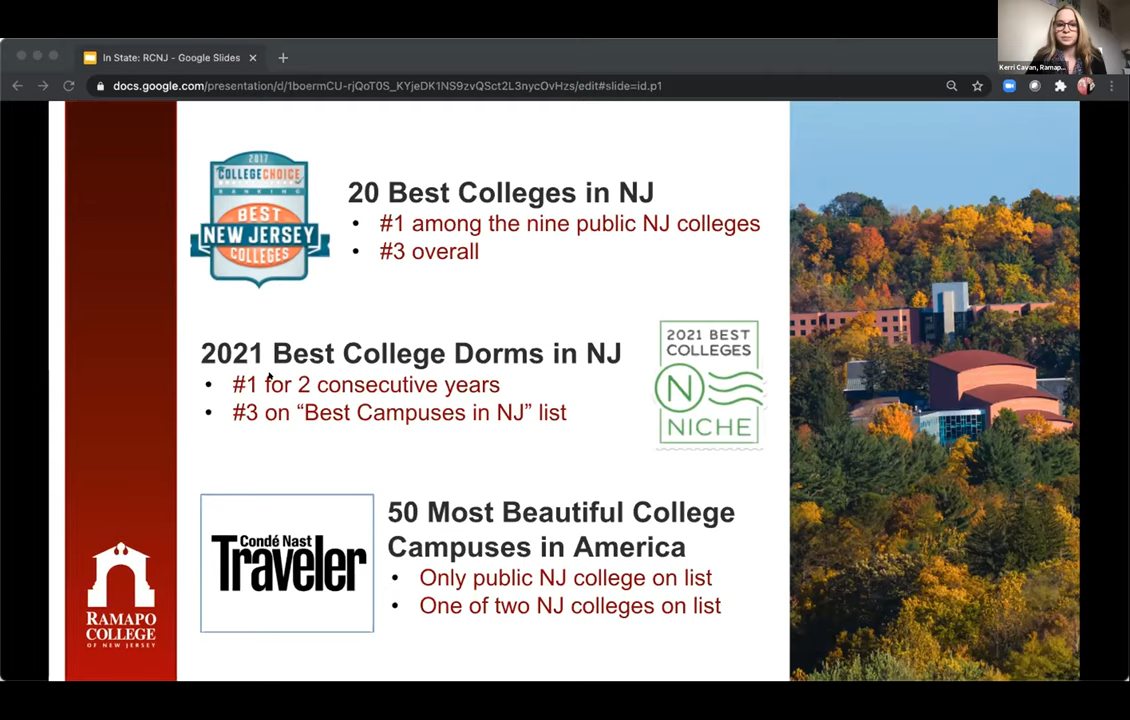 Kerri Cavan, Ramap...
In State: RCNJ - Google Slides
docs.google.com/presentation/d/1boermCU-rjQoT0S_KYjeDK1NS9zvQSct2L3nycOvHzs/edit#slide=id.p1
2017
COLLEGE CHOICE
RANKING
BEST
NEW JERSEY
COLLEGES
20 Best Colleges in NJ
• #1 among the nine public NJ colleges
• #3 overall
2021 Best College Dorms in NJ
• #1 for 2 consecutive years
• #3 on “Best Campuses in NJ” list
2021 BEST
COLLEGES
N
NICHE
Condé Nast
Traveler
50 Most Beautiful College
Campuses in America
• Only public NJ college on list
• One of two NJ colleges on list
RAMAPO
COLLEGE
OF NEW JERSEY